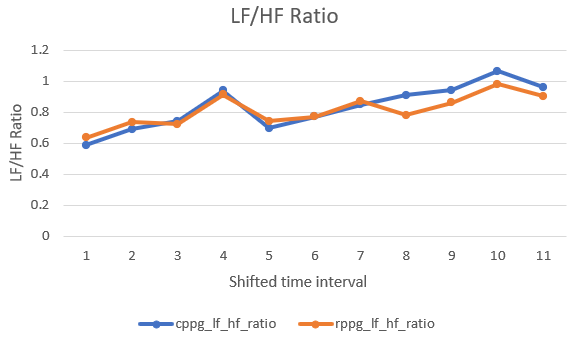 LF/HF Ratio
1.2
1
0.8
0.6
0.4
0.2
0
LF/HF Ratio
1 2 3 4 5 6 7 8 9 10 11
Shifted time interval
cppg_lf_hf_ratio rppg_lf_hf_ratio